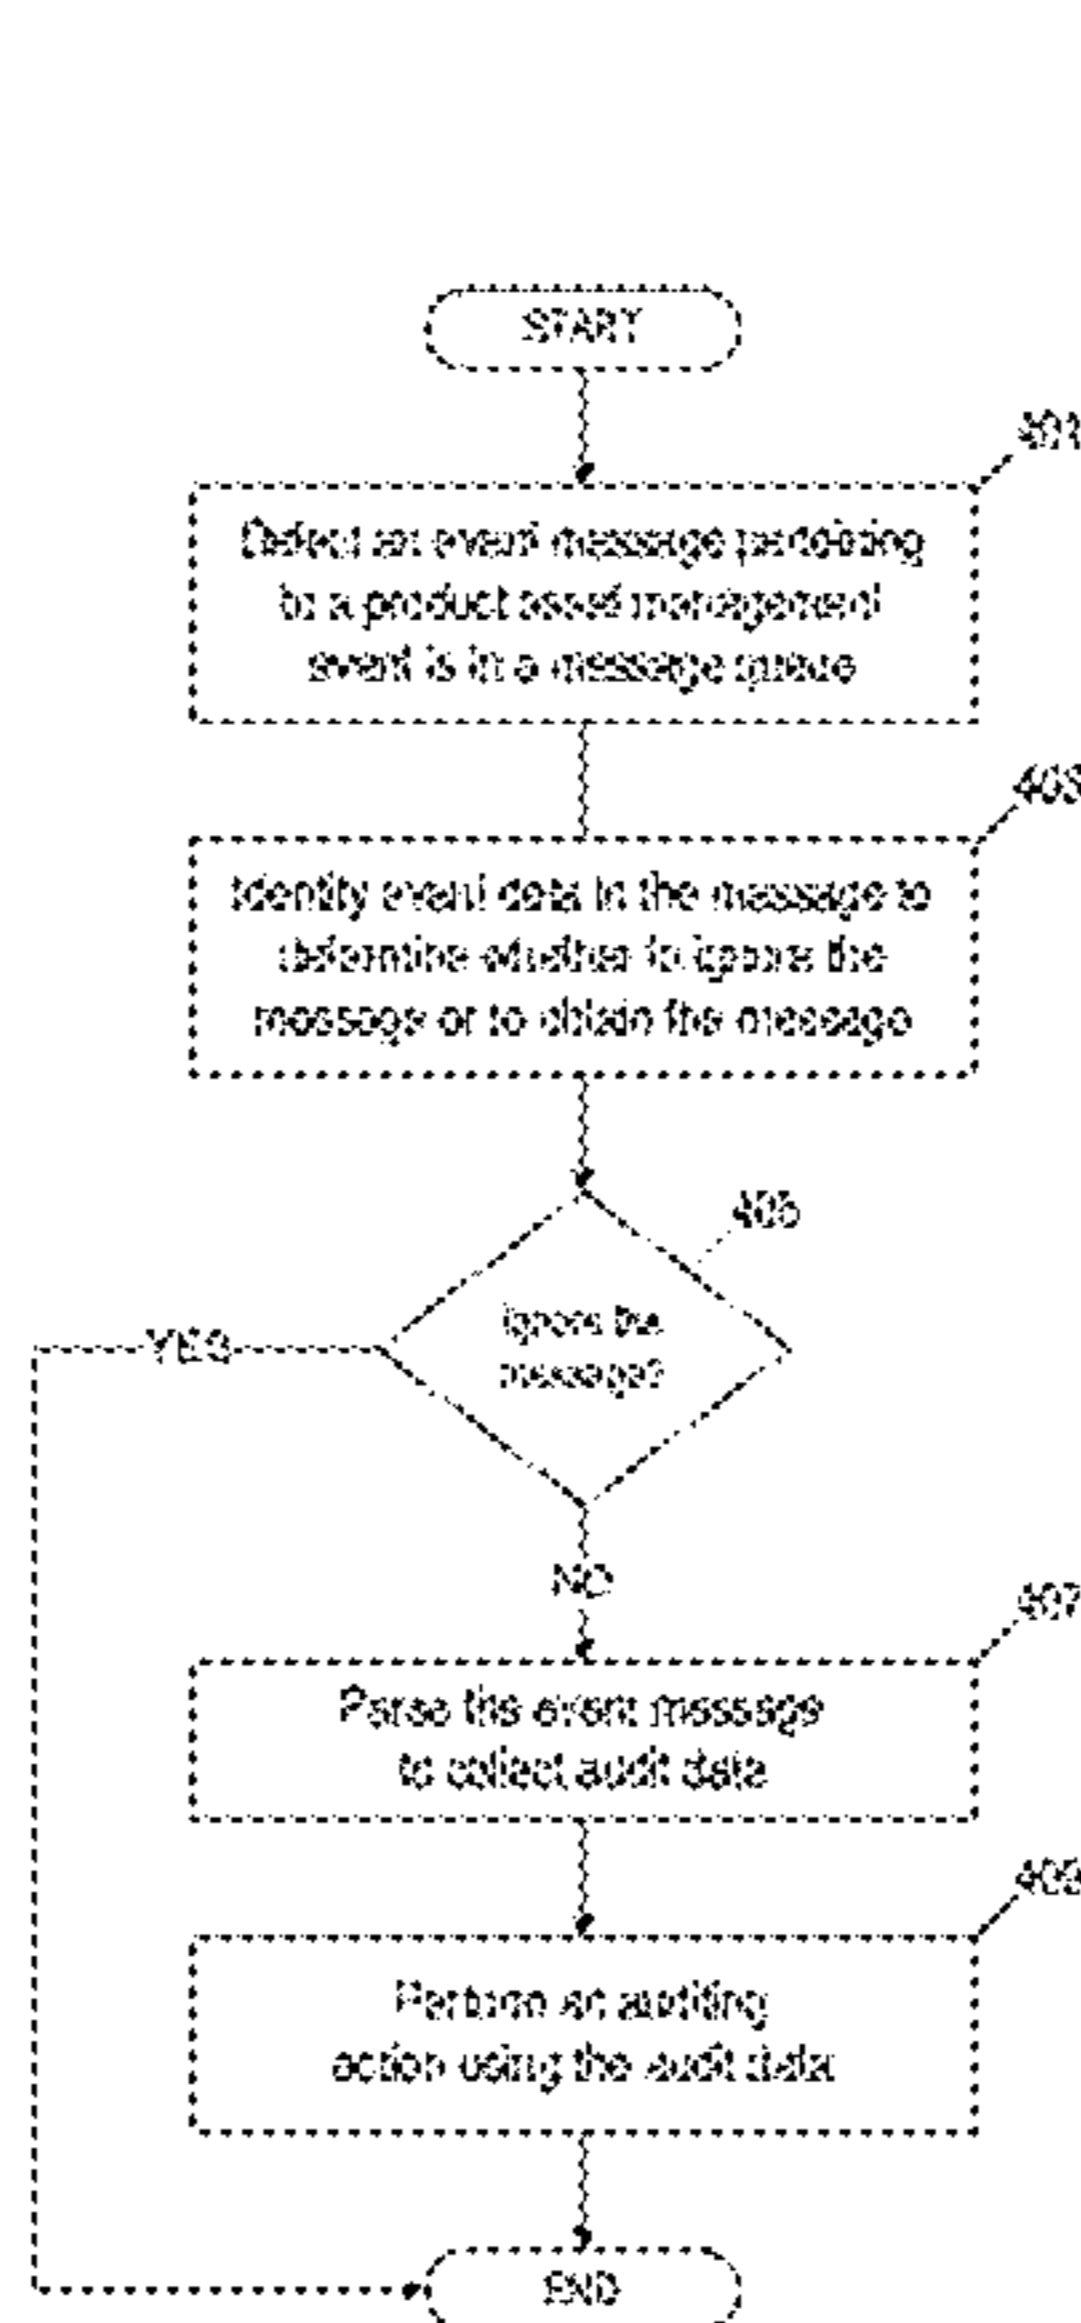 START
401
Detect an event message pertaining
to a product asset management
event is in a message queue
403
Identify event data in the message to
determine whether to ignore the
message or to obtain the message
405
Ignore the
message?
YES
NO
407
Parse the event message
to collect audit data
409
Perform an auditing
action using the audit data
END